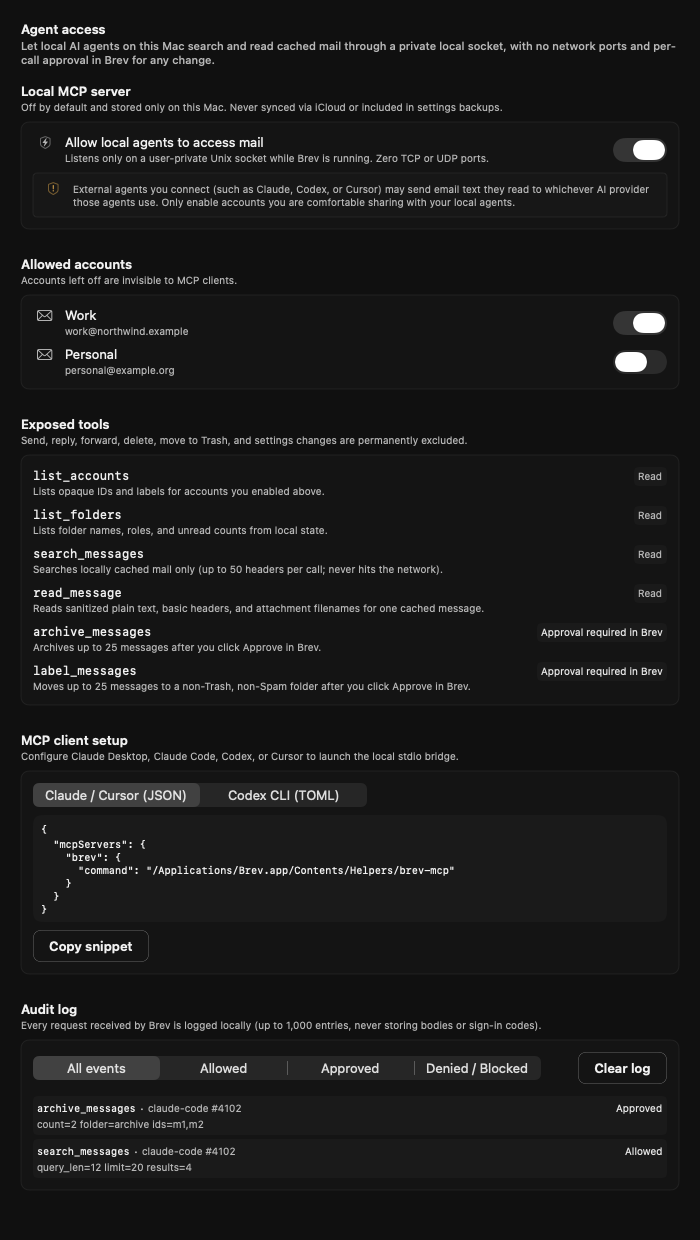 Agent access
Let local AI agents on this Mac search and read cached mail through a private local socket, with no network ports and per-
call approval in Brev for any change.
Local MCP server
Off by default and stored only on this Mac. Never synced via iCloud or included in settings backups.
Allow local agents to access mail
Listens only on a user-private Unix socket while Brev is running. Zero TCP or UDP ports.
External agents you connect (such as Claude, Codex, or Cursor) may send email text they read to whichever AI provider
those agents use. Only enable accounts you are comfortable sharing with your local agents.
Allowed accounts
Accounts left off are invisible to MCP clients.
Work
work@northwind.example
Personal
personal@example.org
Exposed tools
Send, reply, forward, delete, move to Trash, and settings changes are permanently excluded.
list_accounts Read
Lists opaque IDs and labels for accounts you enabled above.
list_folders Read
Lists folder names, roles, and unread counts from local state.
search_messages Read
Searches locally cached mail only (up to 50 headers per call; never hits the network).
read_message Read
Reads sanitized plain text, basic headers, and attachment filenames for one cached message.
archive_messages Approval required in Brev
Archives up to 25 messages after you click Approve in Brev.
label_messages Approval required in Brev
Moves up to 25 messages to a non-Trash, non-Spam folder after you click Approve in Brev.
MCP client setup
Configure Claude Desktop, Claude Code, Codex, or Cursor to launch the local stdio bridge.
Claude / Cursor (JSON) Codex CLI (TOML)
{
  "mcpServers": {
    "brev": {
      "command": "/Applications/Brev.app/Contents/Helpers/brev-mcp"
    }
  }
}
Copy snippet
Audit log
Every request received by Brev is logged locally (up to 1,000 entries, never storing bodies or sign-in codes).
All events Allowed Approved Denied / Blocked Clear log
archive_messages · claude-code #4102 Approved
count=2 folder=archive ids=m1,m2
search_messages · claude-code #4102 Allowed
query_len=12 limit=20 results=4